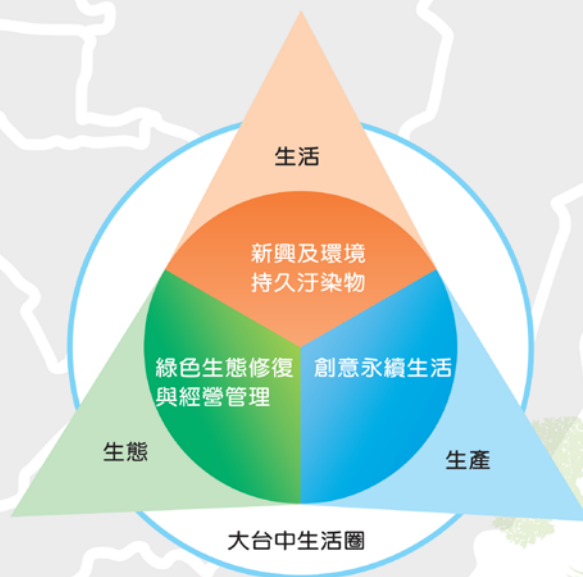 生活
新興及環境
持久汙染物
綠色生態修復
與經營管理
創意永續生活
生態
生產
大台中生活圈